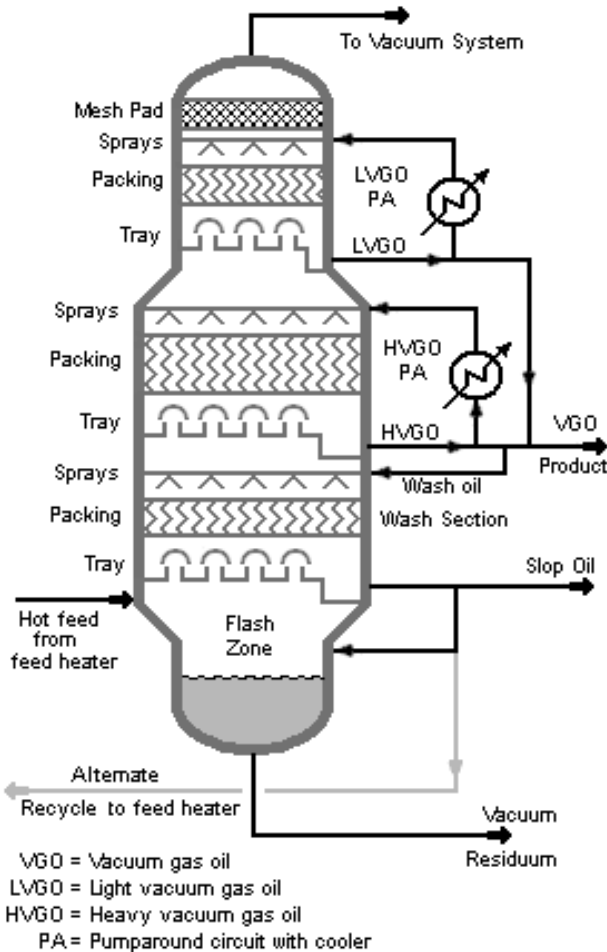 To Vacuum System
Mesh Pad
Sprays
Packing
LVGO
PA
Tray
LVGO
Sprays
Packing
HVGO
PA
Tray
HVGO
VGO
Product
Sprays
Wash oil
Packing
Wash Section
Tray
Slop Oil
Hot feed
from
feed heater
Flash
Zone
Alternate
Recycle to feed heater
Vacuum
Residuum
VGO = Vacuum gas oil
LVGO = Light vacuum gas oil
HVGO = Heavy vacuum gas oil
PA = Pumparound circuit with cooler